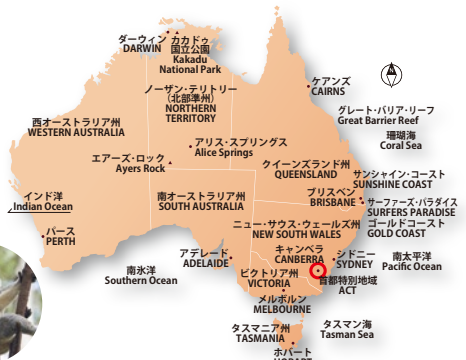 ダーウィン
DARWIN
カカドゥ
国立公園
Kakadu
National Park
ケアンズ
CAIRNS
ノーザン・テリトリー
(北部準州)
NORTHERN
TERRITORY
グレート・バリア・リーフ
Great Barrier Reef
珊瑚海
Coral Sea
西オーストラリア州
WESTERN AUSTRALIA
アリス・スプリングス
Alice Springs
エアーズ・ロック
Ayers Rock
クイーンズランド州
QUEENSLAND
サンシャイン・コースト
SUNSHINE COAST
ブリスベン
BRISBANE
サーファーズ・パラダイス
SURFERS PARADISE
ゴールドコースト
GOLD COAST
インド洋
Indian Ocean
南オーストラリア州
SOUTH AUSTRALIA
ニュー・サウス・ウェールズ州
NEW SOUTH WALES
パース
PERTH
キャンベラ
CANBERRA
シドニー
SYDNEY
南太平洋
Pacific Ocean
アデレード
ADELAIDE
南氷洋
Southern Ocean
ビクトリア州
VICTORIA
首都特別地域
ACT
メルボルン
MELBOURNE
タスマニア州
TASMANIA
タスマン海
Tasman Sea
ホバート
HOBART